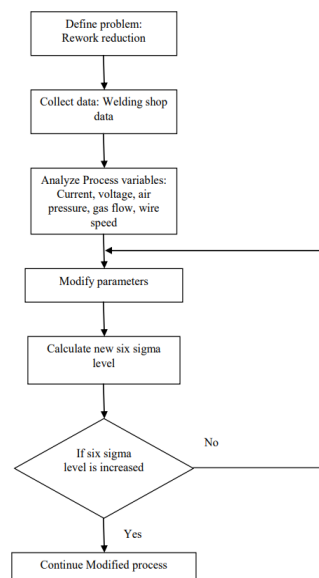 Define problem:
Rework reduction
Collect data: Welding shop
data
Analyze Process variables:
Current, voltage, air
pressure, gas flow, wire
speed
Modify parameters
Calculate new six sigma
level
If six sigma
level is increased
No
Yes
Continue Modified process